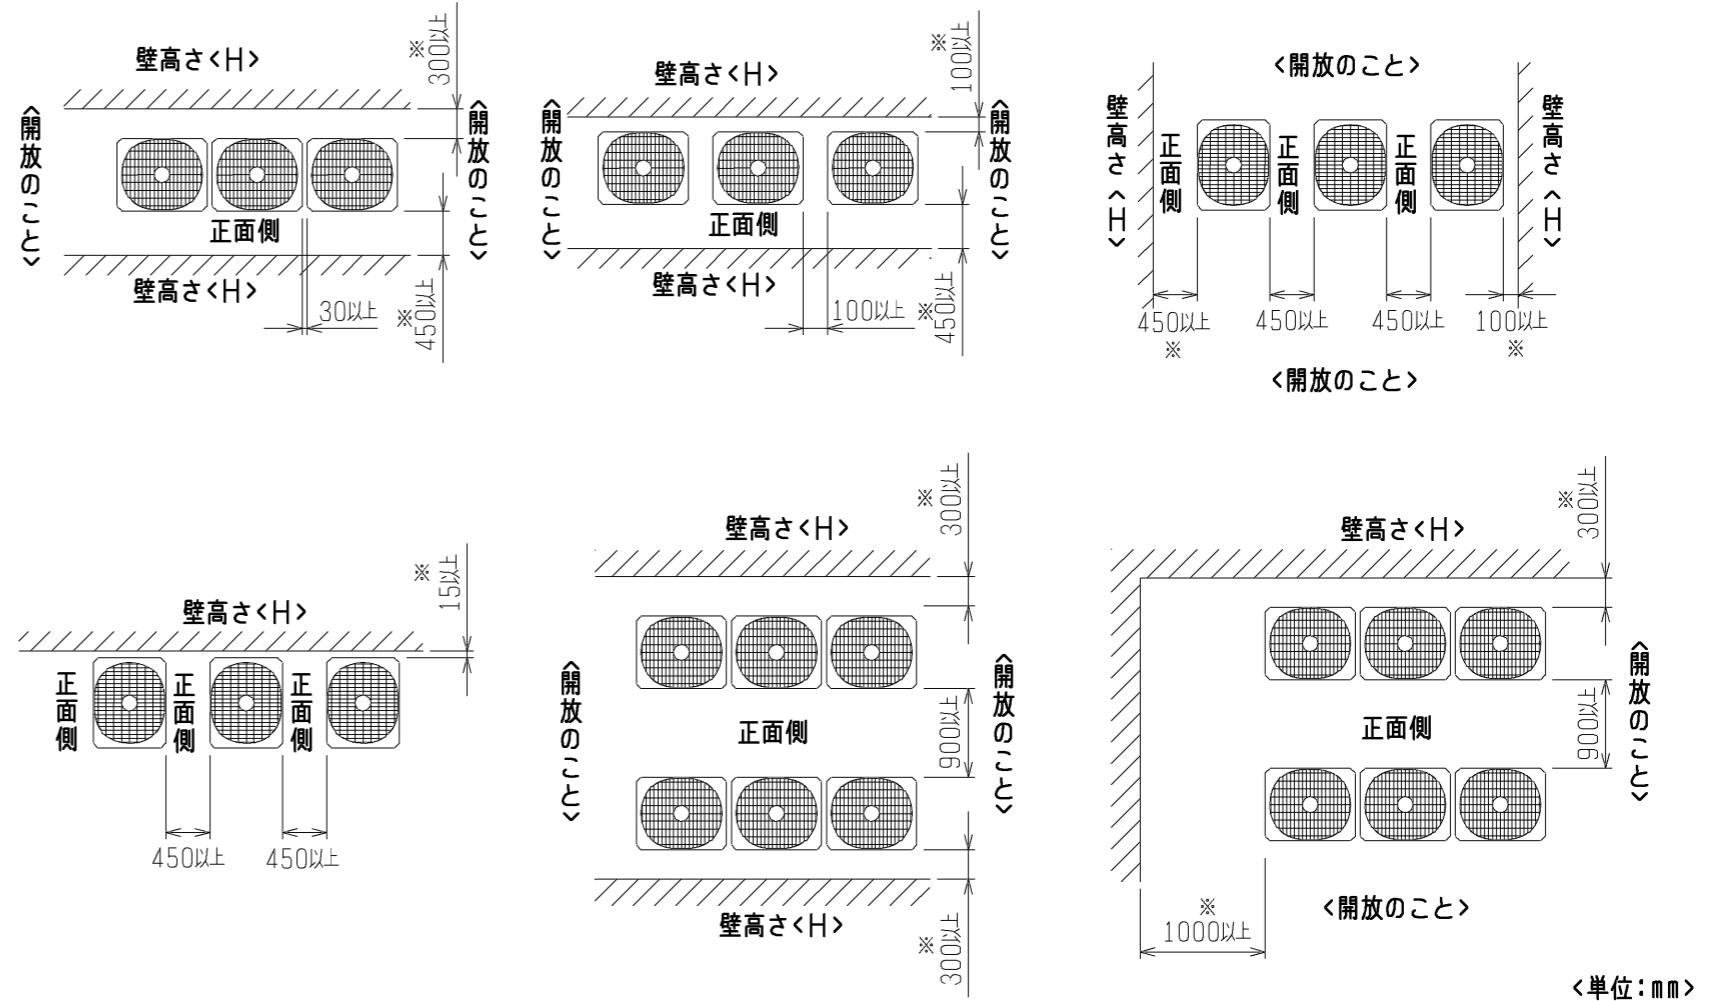 壁高さ<H>
※
300以上
<開放のこと>
<開放のこと>
正面側
壁高さ<H>
30以上
※
450以上
壁高さ<H>
※
100以上
<開放のこと>
<開放のこと>
正面側
壁高さ<H>
100以上
※
450以上
<開放のこと>
壁高さ<H>
正面側
正面側
正面側
壁高さ<H>
450以上
450以上
450以上
100以上
※
※
<開放のこと>
壁高さ<H>
※
15以上
正面側
正面側
正面側
450以上
450以上
壁高さ<H>
※
300以上
<開放のこと>
<開放のこと>
正面側
900以上
壁高さ<H>
※
300以上
壁高さ<H>
※
300以上
正面側
900以上
<開放のこと>
※
1000以上
<開放のこと>
<単位:mm>